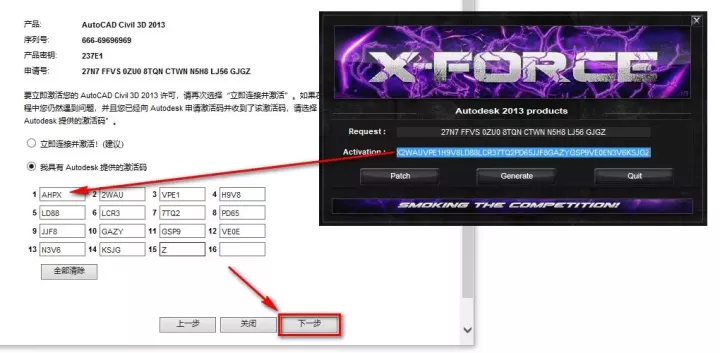 产品: AutoCAD Civil 3D 2013
序列号: 666-69696969
产品密钥: 237E1
申请号: 27N7 FFVS 0ZU0 8TQN CTWN N5H8 LJ56 GJGZ
要立即激活您的 AutoCAD Civil 3D 2013 许可，请再次选择“立即连接并激活”。如果在
程中您仍然遇到问题，并且您已经向 Autodesk 申请激活码并收到了该激活码，请选择
Autodesk 提供的激活码”。
立即连接并激活! (建议)
我具有 Autodesk 提供的激活码
1 AHPX 2 2WAU 3 VPE1 4 H9V8
5 LD88 6 LCR3 7 7TQ2 8 PD65
9 JJF8 10 GAZY 11 GSP9 12 VE0E
13 N3V6 14 KSJG 15 Z 16
全部清除
上一步 关闭 下一步
X-FORCE
Autodesk 2013 products
Request : 27N7 FFVS 0ZU0 8TQN CTWN N5H8 LJ56 GJGZ
Activation : X2WAUVPE1H9V8LD88LCR37TQ2PD65JJF8GAZYGSP9VE0EN3V6KSJGZ
Patch Generate Quit
SMOKING THE COMPETITION!